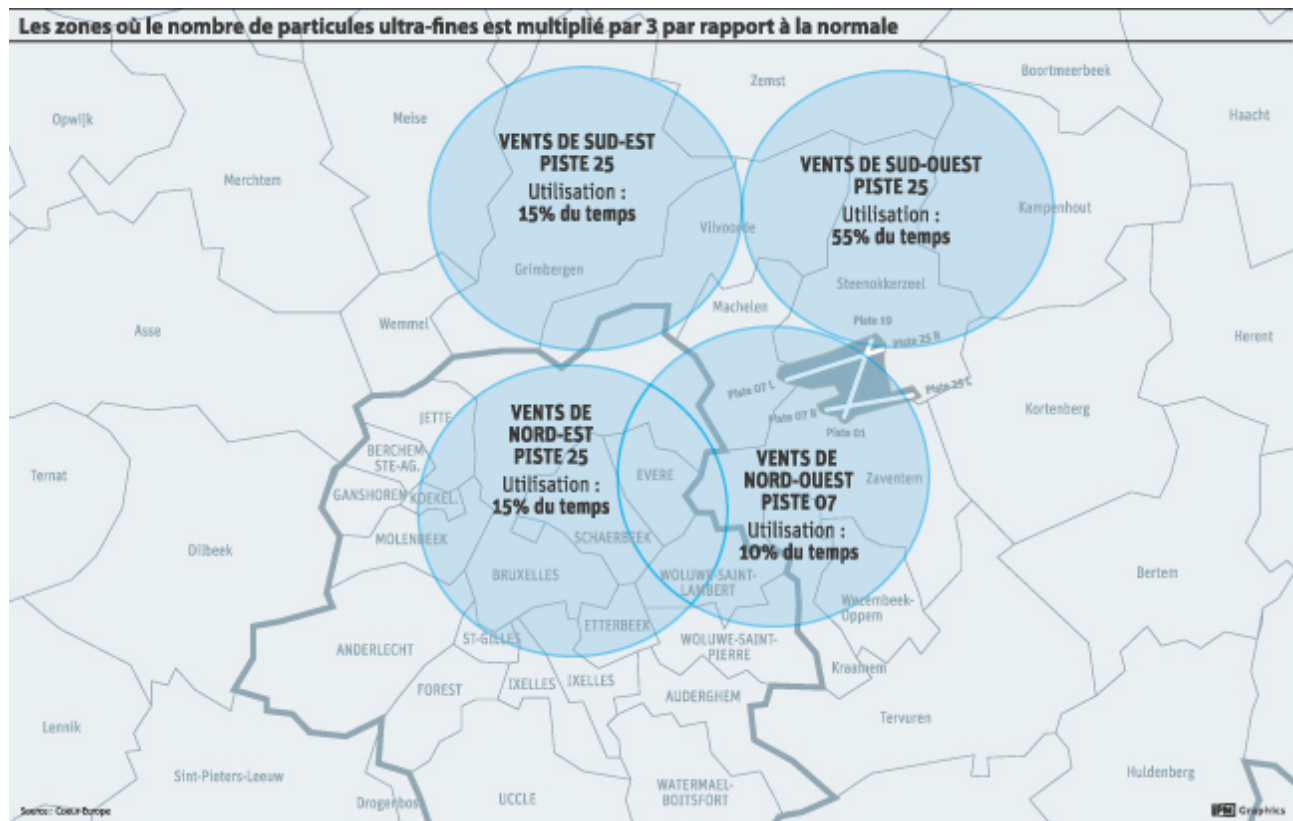 Les zones où le nombre de particules ultra-fines est multiplié par 3 par rapport à la normale
Opwijk
Meise
Zemst
Boortmeerbeek
Haacht
Merchtem
VENTS DE SUD-EST
PISTE 25
Utilisation :
15% du temps
VENTS DE SUD-OUEST
PISTE 25
Utilisation :
55% du temps
Kampenhout
Vilvoorde
Grimbergen
Steenokkerzeel
Asse
Wemmel
Machelen
Piste 19
Piste 25 R
Herent
Piste 07 L
Piste 25 L
Piste 07 R
Piste 01
Kortenberg
JETTE
VENTS DE
NORD-EST
PISTE 25
Utilisation :
15% du temps
BERCHEM-
STE-AG.
EVERE
VENTS DE
NORD-OUEST
PISTE 07
Utilisation :
10% du temps
Zaventem
Ternat
GANSHOREN
KOEKEL.
MOLENBEEK
SCHAERBEEK
Dilbeek
BRUXELLES
WOLUWE-SAINT-
LAMBERT
Bertem
Wezembeek-
Oppem
ETTERBEEK
ST-GILLES
ANDERLECHT
WOLUWE-SAINT-
PIERRE
Kraainem
FOREST
IXELLES
IXELLES
AUDERGHEM
Tervuren
Lennik
Sint-Pieters-Leeuw
Drogenbos
UCCLE
WATERMAEL-
BOITSFORT
Huldenberg
Source : Coeur-Europe
IPM Graphics